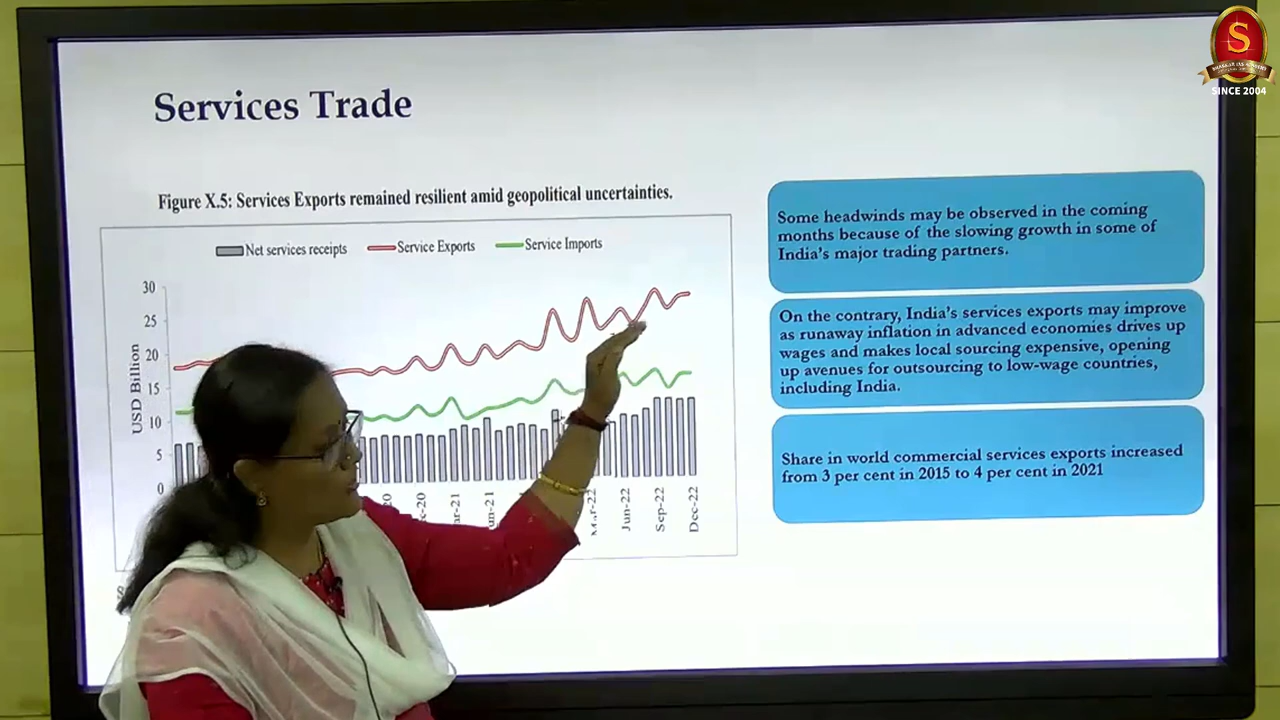 S
SHANKAR IAS ACADEMY
SINCE 2004
Services Trade
Figure X.5: Services Exports remained resilient amid geopolitical uncertainties.
Net services receipts
Service Exports
Service Imports
USD Billion
30
25
20
15
10
5
0
Jun-22
Sep-22
Dec-22
Some headwinds may be observed in the coming
months because of the slowing growth in some of
India's major trading partners.
On the contrary, India's services exports may improve
as runaway inflation in advanced economies drives up
wages and makes local sourcing expensive, opening
up avenues for outsourcing to low-wage countries,
including India.
Share in world commercial services exports increased
from 3 per cent in 2015 to 4 per cent in 2021